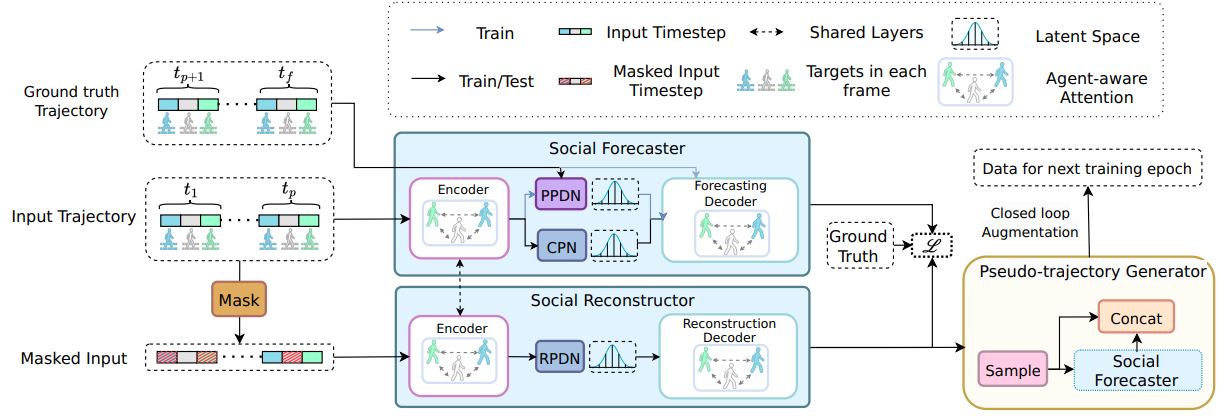 Train
Input Timestep
Shared Layers
Latent Space
Train/Test
Masked Input
Timestep
Targets in each
frame
Agent-aware
Attention
Ground truth
Trajectory
t_{p+1}
t_f
Input Trajectory
t_1
t_p
Mask
Masked Input
Social Forecaster
Encoder
PPDN
CPN
Forecasting
Decoder
Social Reconstructor
Encoder
RPDN
Reconstruction
Decoder
Ground
Truth
ℒ
Data for next training epoch
Closed loop
Augmentation
Pseudo-trajectory Generator
Concat
Sample
Social
Forecaster